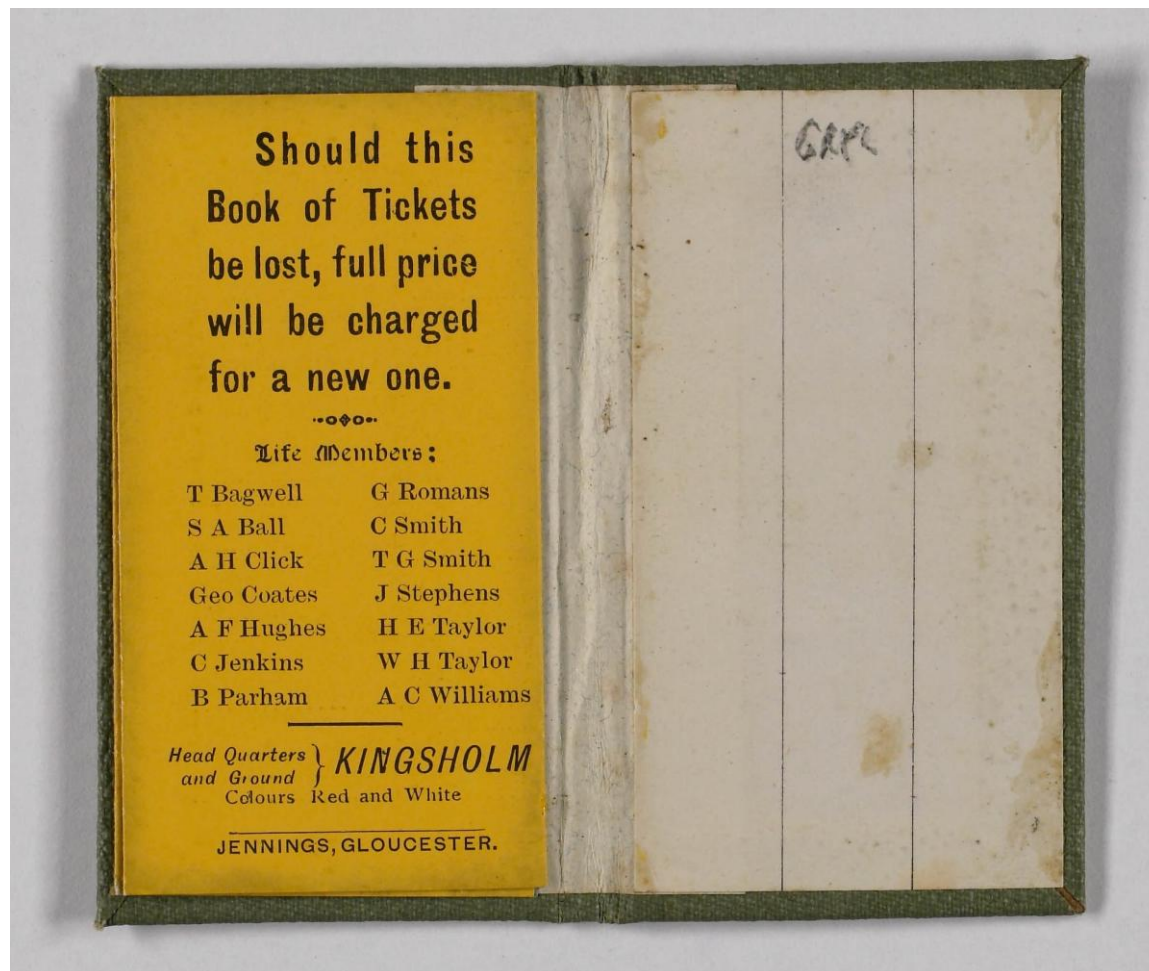 Should this
Book of Tickets
be lost, full price
will be charged
for a new one.
Life Members:
T Bagwell G Romans
S A Ball C Smith
A H Click T G Smith
Geo Coates J Stephens
A F Hughes H E Taylor
C Jenkins W H Taylor
B Parham A C Williams
Head Quarters
and Ground } KINGSHOLM
Colours Red and White
JENNINGS, GLOUCESTER.